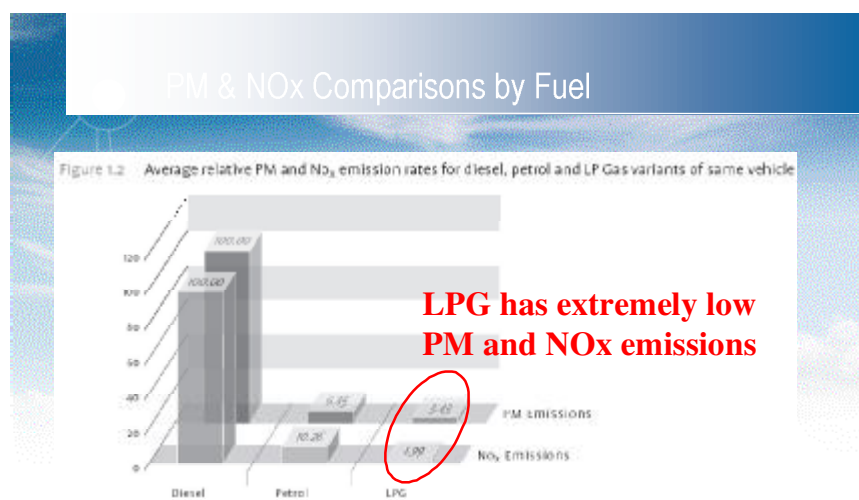 PM & NOx Comparisons by Fuel
Figure 1.2 Average relative PM and Noₓ emission rates for diesel, petrol and LP Gas variants of same vehicle
120
100
80
60
40
20
0
100.00
100.00
10.26
LPG has extremely low
PM and NOx emissions
PM Emissions
Noₓ Emissions
Diesel Petrol LPG